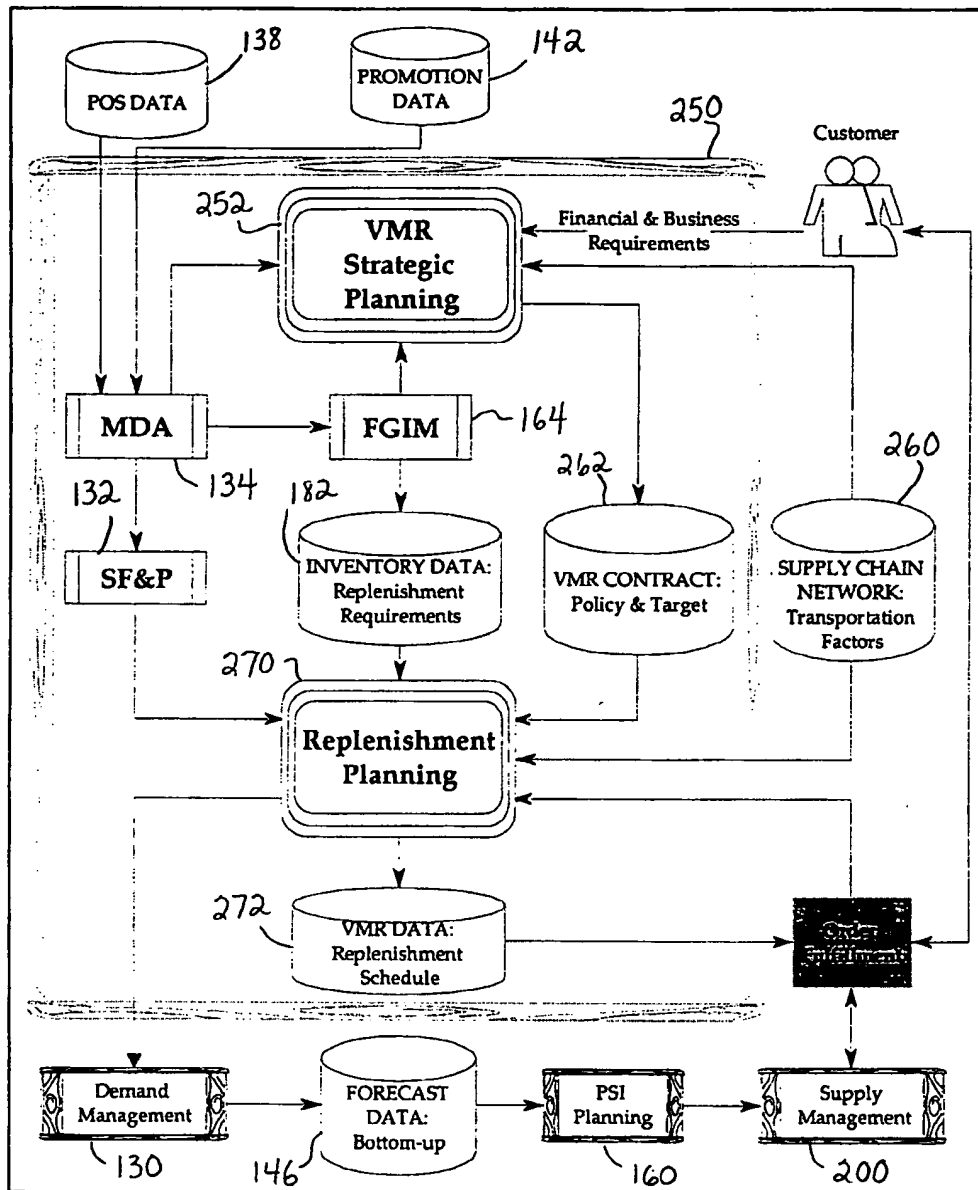 138
142
POS DATA
PROMOTION
DATA
250
Customer
252
VMR
Strategic
Planning
Financial & Business
Requirements
MDA
FGIM
164
134
132
182
262
260
SF&P
INVENTORY DATA:
Replenishment
Requirements
VMR CONTRACT:
Policy & Target
SUPPLY CHAIN
NETWORK:
Transportation
Factors
270
Replenishment
Planning
272
VMR DATA:
Replenishment
Schedule
Order
Fulfillment
Demand
Management
FORECAST
DATA:
Bottom-up
PSI
Planning
Supply
Management
130
146
160
200